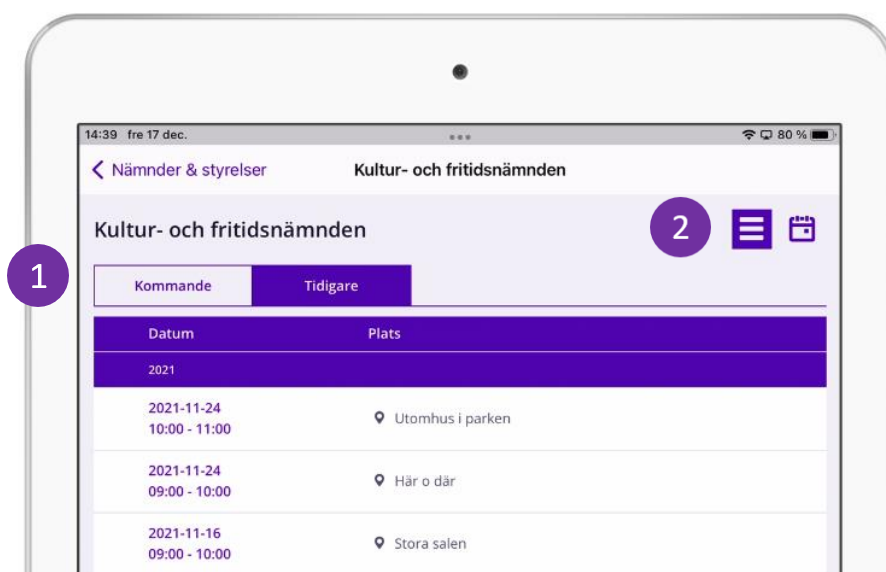 14:39 fre 17 dec.
80 %
Nämnder & styrelser
Kultur- och fritidsnämnden
Kultur- och fritidsnämnden
2
1
Kommande
Tidigare
Datum
Plats
2021
2021-11-24
10:00 - 11:00
Utomhus i parken
2021-11-24
09:00 - 10:00
Här o där
2021-11-16
09:00 - 10:00
Stora salen